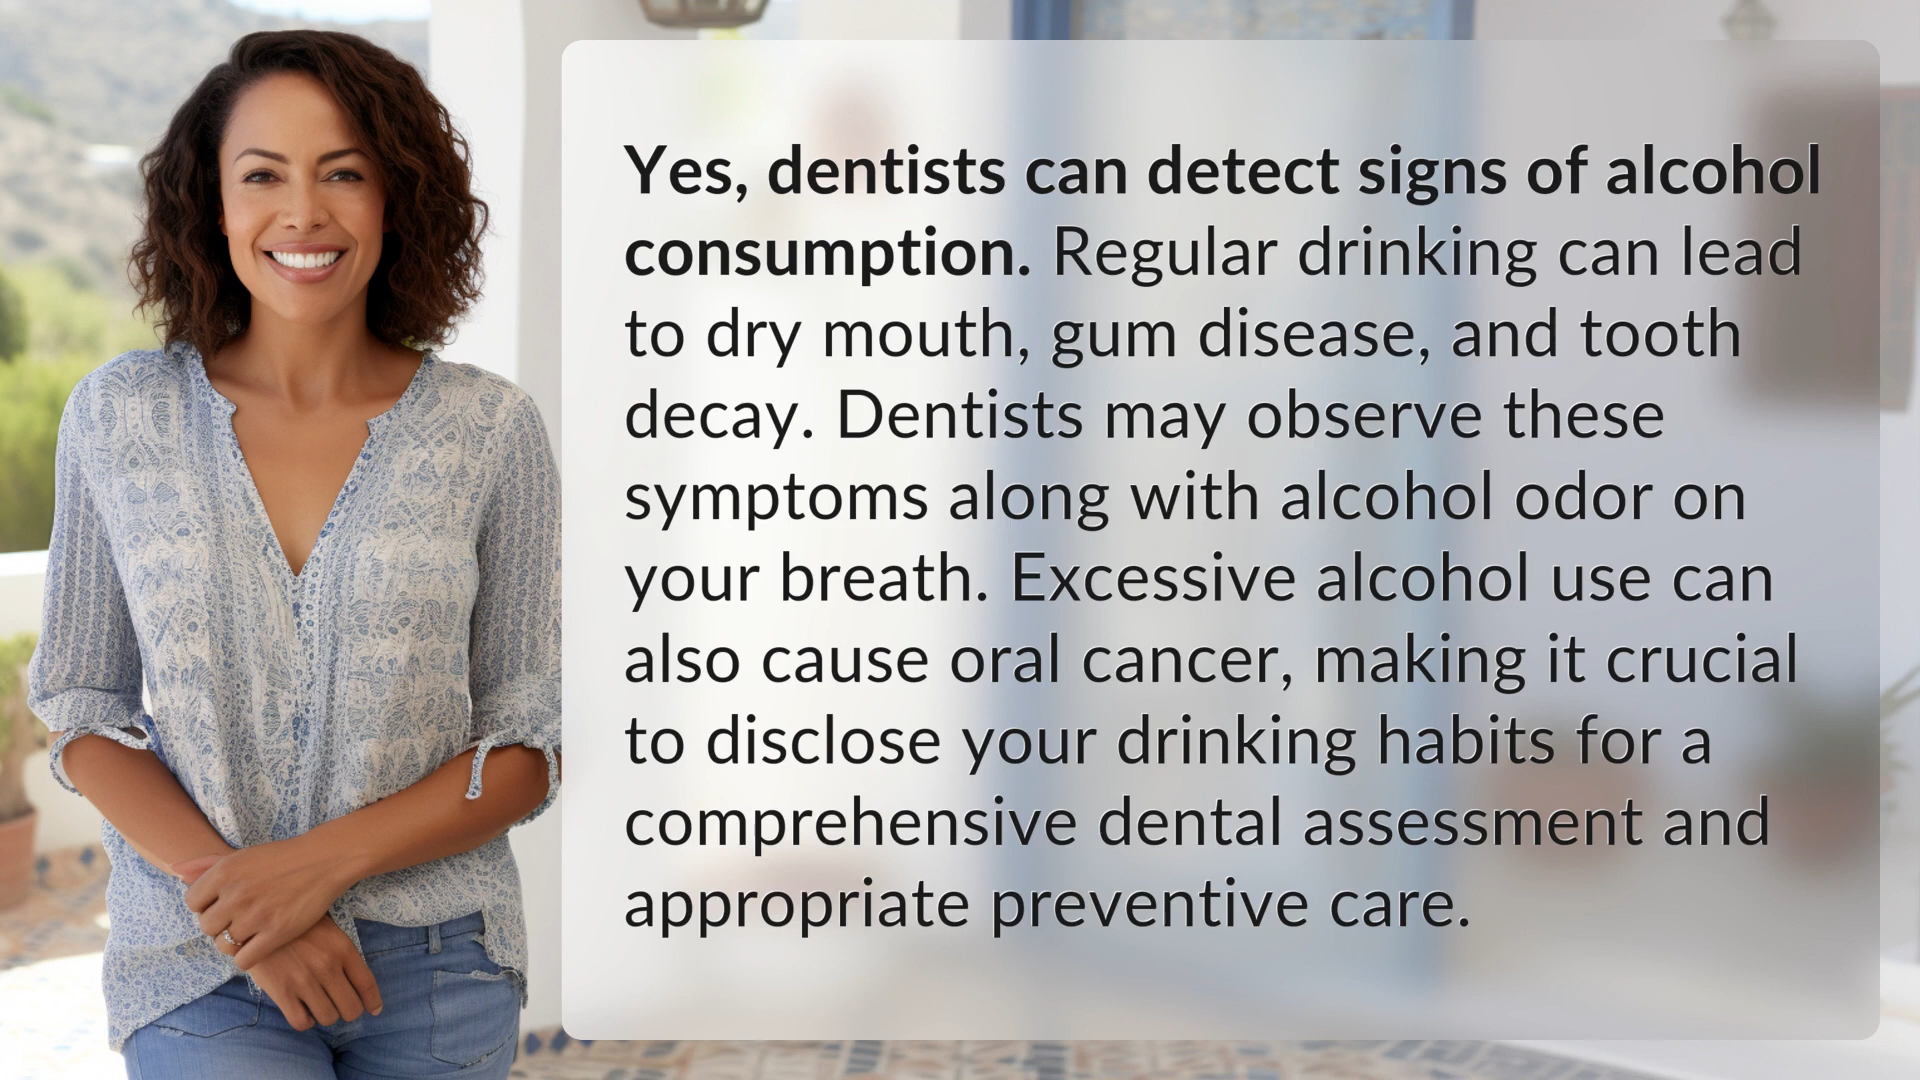 Yes, dentists can detect signs of alcohol
consumption. Regular drinking can lead
to dry mouth, gum disease, and tooth
decay. Dentists may observe these
symptoms along with alcohol odor on
your breath. Excessive alcohol use can
also cause oral cancer, making it crucial
to disclose your drinking habits for a
comprehensive dental assessment and
appropriate preventive care.